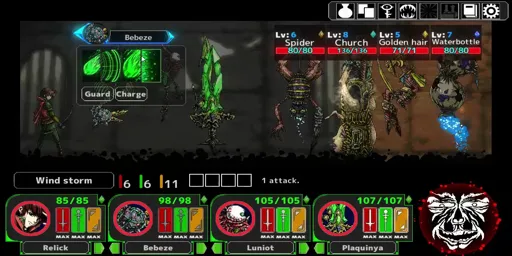 Bebeze
Lv: 6
Spider
80/80
Lv: 8
Church
136/136
Lv: 5
Golden hair
71/71
Lv: 7
Waterbottle
80/80
Guard
Charge
Wind storm
6
6
11
1 attack.
85/85
MAX MAX MAX
Relick
98/98
MAX MAX MAX
Bebeze
105/105
MAX MAX MAX
Luniot
107/107
MAX MAX MAX
Plaquinya